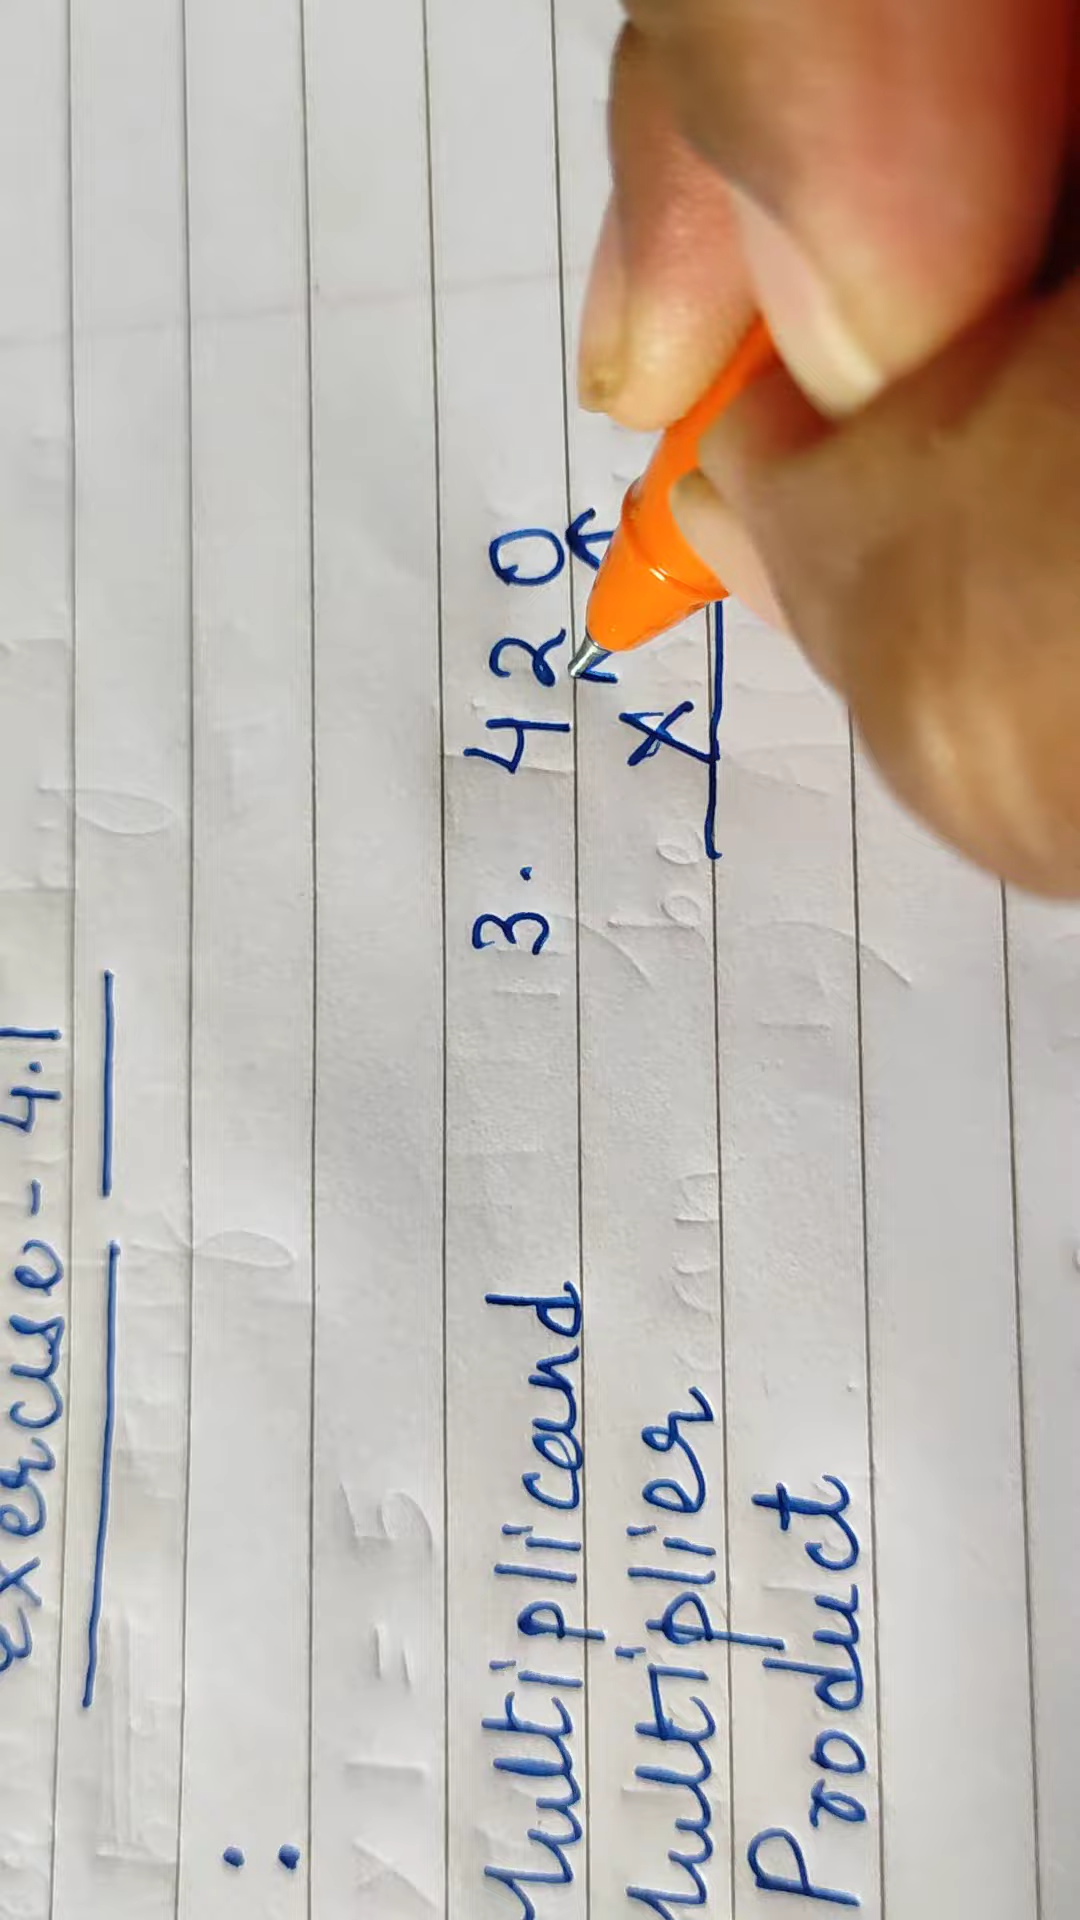 Exercise - 4.1
:
Multiplicand 3. 420
Multiplier X
Product